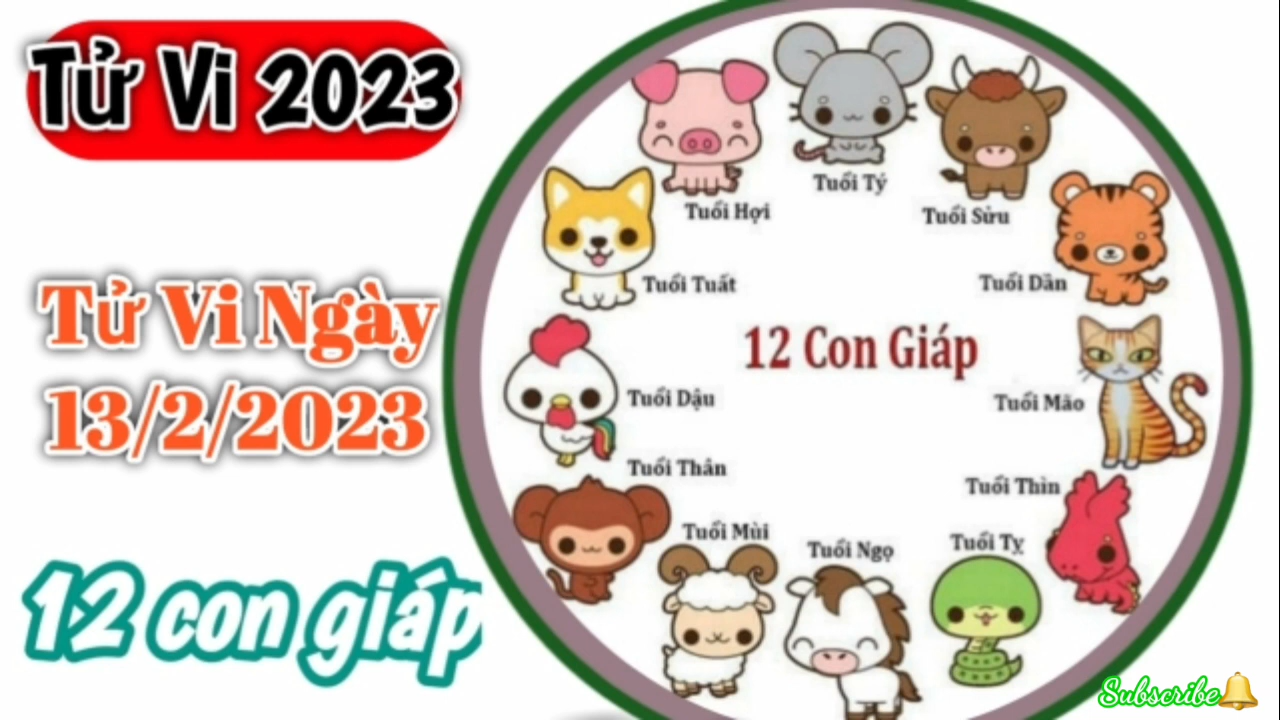 Tử Vi 2023
Tử Vi Ngày
13/2/2023
12 con giáp
Tuổi Tý
Tuổi Hợi
Tuổi Sửu
Tuổi Tuất
Tuổi Dần
12 Con Giáp
Tuổi Dậu
Tuổi Mão
Tuổi Thân
Tuổi Thìn
Tuổi Mùi
Tuổi Ngọ
Tuổi Tỵ
Subscribe